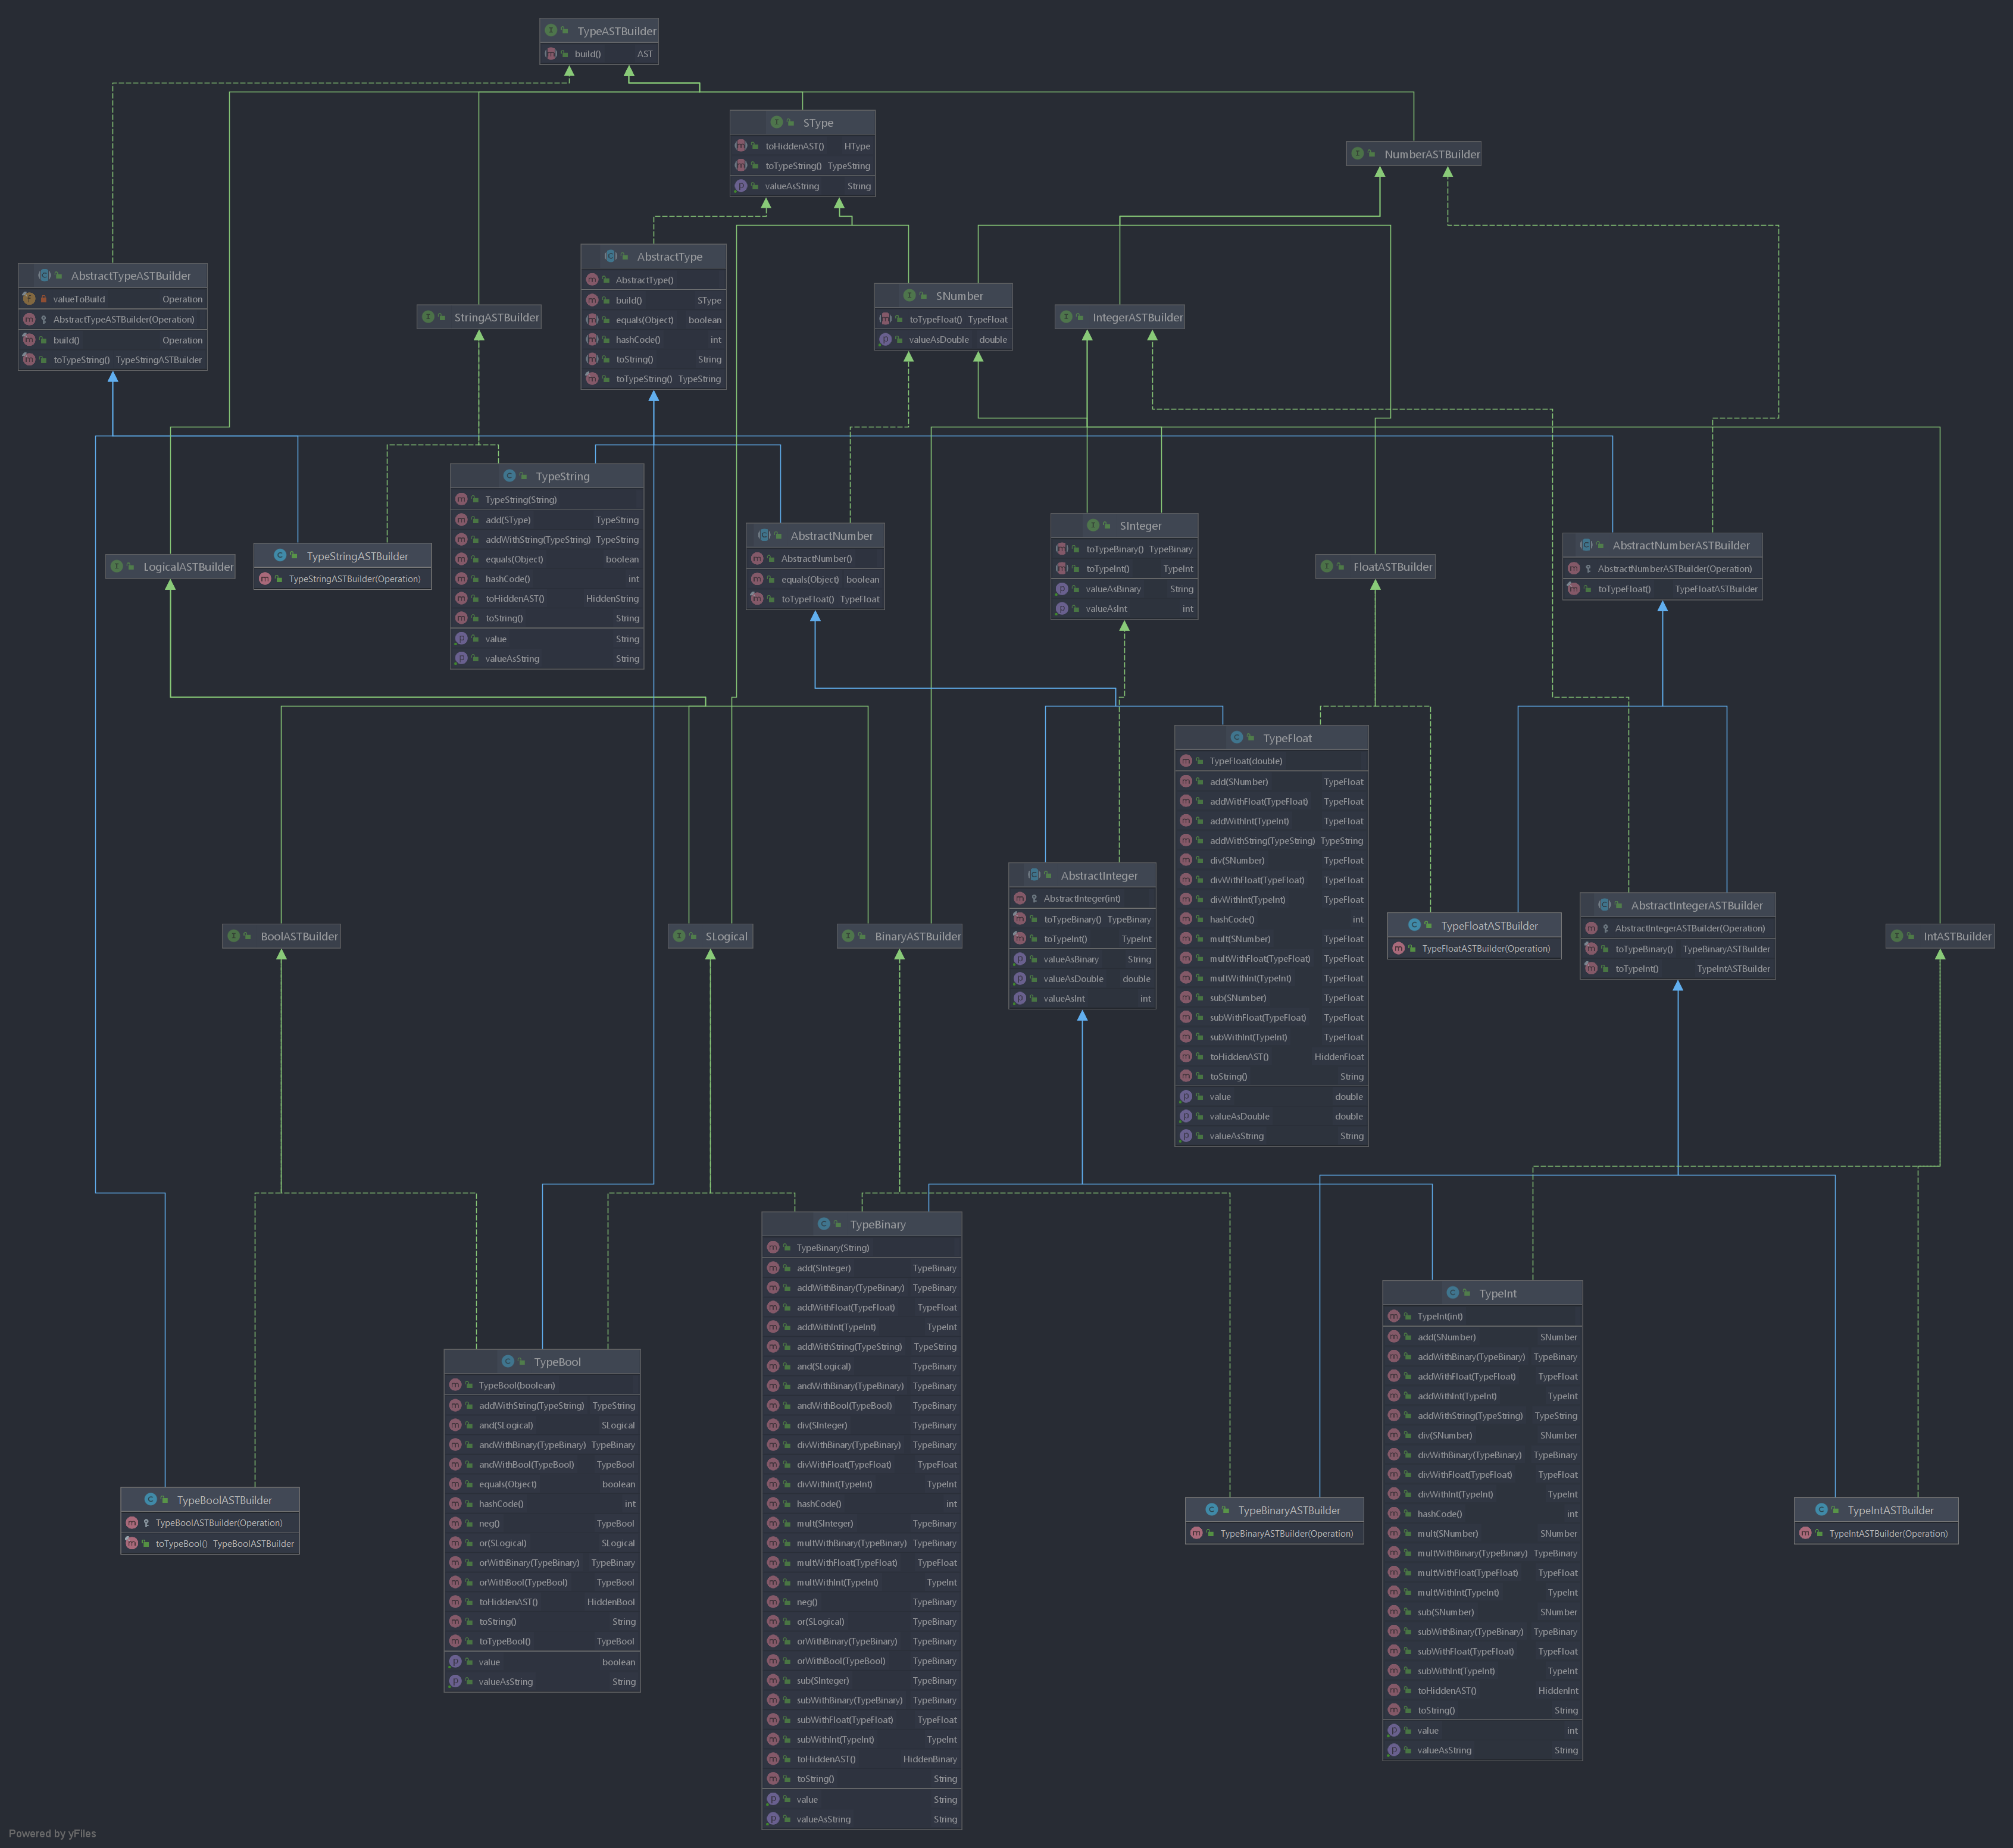 TypeASTBuilder
build() AST
SType
toHiddenAST() HType
toTypeString() TypeString
valueAsString String
NumberASTBuilder
AbstractTypeASTBuilder
valueToBuild Operation
AbstractTypeASTBuilder(Operation)
build() Operation
toTypeString() TypeStringASTBuilder
StringASTBuilder
AbstractType
AbstractType()
build() SType
equals(Object) boolean
hashCode() int
toString() String
toTypeString() TypeString
SNumber
toTypeFloat() TypeFloat
valueAsDouble double
IntegerASTBuilder
LogicalASTBuilder
TypeStringASTBuilder
TypeStringASTBuilder(Operation)
TypeString
TypeString(String)
add(SType) TypeString
addWithString(TypeString) TypeString
equals(Object) boolean
hashCode() int
toHiddenAST() HiddenString
toString() String
value String
valueAsString String
AbstractNumber
AbstractNumber()
equals(Object) boolean
toTypeFloat() TypeFloat
SInteger
toTypeBinary() TypeBinary
toTypeInt() TypeInt
valueAsBinary String
valueAsInt int
FloatASTBuilder
AbstractNumberASTBuilder
AbstractNumberASTBuilder(Operation)
toTypeFloat() TypeFloatASTBuilder
BoolASTBuilder
SLogical
BinaryASTBuilder
AbstractInteger
AbstractInteger(int)
toTypeBinary() TypeBinary
toTypeInt() TypeInt
valueAsBinary String
valueAsDouble double
valueAsInt int
TypeFloat
TypeFloat(double)
add(SNumber) TypeFloat
addWithFloat(TypeFloat) TypeFloat
addWithInt(TypeInt) TypeFloat
addWithString(TypeString) TypeString
div(SNumber) TypeFloat
divWithFloat(TypeFloat) TypeFloat
divWithInt(TypeInt) TypeFloat
hashCode() int
mult(SNumber) TypeFloat
multWithFloat(TypeFloat) TypeFloat
multWithInt(TypeInt) TypeFloat
sub(SNumber) TypeFloat
subWithFloat(TypeFloat) TypeFloat
subWithInt(TypeInt) TypeFloat
toHiddenAST() HiddenFloat
toString() String
value double
valueAsDouble double
valueAsString String
TypeFloatASTBuilder
TypeFloatASTBuilder(Operation)
AbstractIntegerASTBuilder
AbstractIntegerASTBuilder(Operation)
toTypeBinary() TypeBinaryASTBuilder
toTypeInt() TypeIntASTBuilder
IntASTBuilder
TypeBoolASTBuilder
TypeBoolASTBuilder(Operation)
toTypeBool() TypeBoolASTBuilder
TypeBool
TypeBool(boolean)
addWithString(TypeString) TypeString
and(SLogical) SLogical
andWithBinary(TypeBinary) TypeBinary
andWithBool(TypeBool) TypeBool
equals(Object) boolean
hashCode() int
neg() TypeBool
or(SLogical) SLogical
orWithBinary(TypeBinary) TypeBinary
orWithBool(TypeBool) TypeBool
toHiddenAST() HiddenBool
toString() String
toTypeBool() TypeBool
value boolean
valueAsString String
TypeBinary
TypeBinary(String)
add(SInteger) TypeBinary
addWithBinary(TypeBinary) TypeBinary
addWithFloat(TypeFloat) TypeFloat
addWithInt(TypeInt) TypeInt
addWithString(TypeString) TypeString
and(SLogical) TypeBinary
andWithBinary(TypeBinary) TypeBinary
andWithBool(TypeBool) TypeBinary
div(SInteger) TypeBinary
divWithBinary(TypeBinary) TypeBinary
divWithFloat(TypeFloat) TypeFloat
divWithInt(TypeInt) TypeInt
hashCode() int
mult(SInteger) TypeBinary
multWithBinary(TypeBinary) TypeBinary
multWithFloat(TypeFloat) TypeFloat
multWithInt(TypeInt) TypeInt
neg() TypeBinary
or(SLogical) TypeBinary
orWithBinary(TypeBinary) TypeBinary
orWithBool(TypeBool) TypeBinary
sub(SInteger) TypeBinary
subWithBinary(TypeBinary) TypeBinary
subWithFloat(TypeFloat) TypeFloat
subWithInt(TypeInt) TypeInt
toHiddenAST() HiddenBinary
toString() String
value String
valueAsString String
TypeBinaryASTBuilder
TypeBinaryASTBuilder(Operation)
TypeInt
TypeInt(int)
add(SNumber) SNumber
addWithBinary(TypeBinary) TypeBinary
addWithFloat(TypeFloat) TypeFloat
addWithInt(TypeInt) TypeInt
addWithString(TypeString) TypeString
div(SNumber) SNumber
divWithBinary(TypeBinary) TypeBinary
divWithFloat(TypeFloat) TypeFloat
divWithInt(TypeInt) TypeInt
hashCode() int
mult(SNumber) SNumber
multWithBinary(TypeBinary) TypeBinary
multWithFloat(TypeFloat) TypeFloat
multWithInt(TypeInt) TypeInt
sub(SNumber) SNumber
subWithBinary(TypeBinary) TypeBinary
subWithFloat(TypeFloat) TypeFloat
subWithInt(TypeInt) TypeInt
toHiddenAST() HiddenInt
toString() String
value int
valueAsString String
TypeIntASTBuilder
TypeIntASTBuilder(Operation)
Powered by yFiles